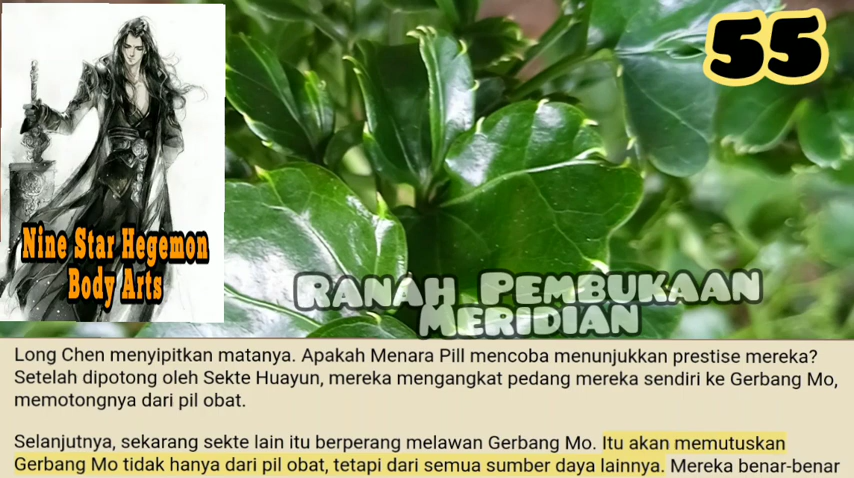 55
Nine Star Hegemon
Body Arts
Ranah Pembukaan
Meridian
Long Chen menyipitkan matanya. Apakah Menara Pill mencoba menunjukkan prestise mereka?
Setelah dipotong oleh Sekte Huayun, mereka mengangkat pedang mereka sendiri ke Gerbang Mo,
memotongnya dari pil obat.
Selanjutnya, sekarang sekte lain itu berperang melawan Gerbang Mo. Itu akan memutuskan
Gerbang Mo tidak hanya dari pil obat, tetapi dari semua sumber daya lainnya. Mereka benar-benar